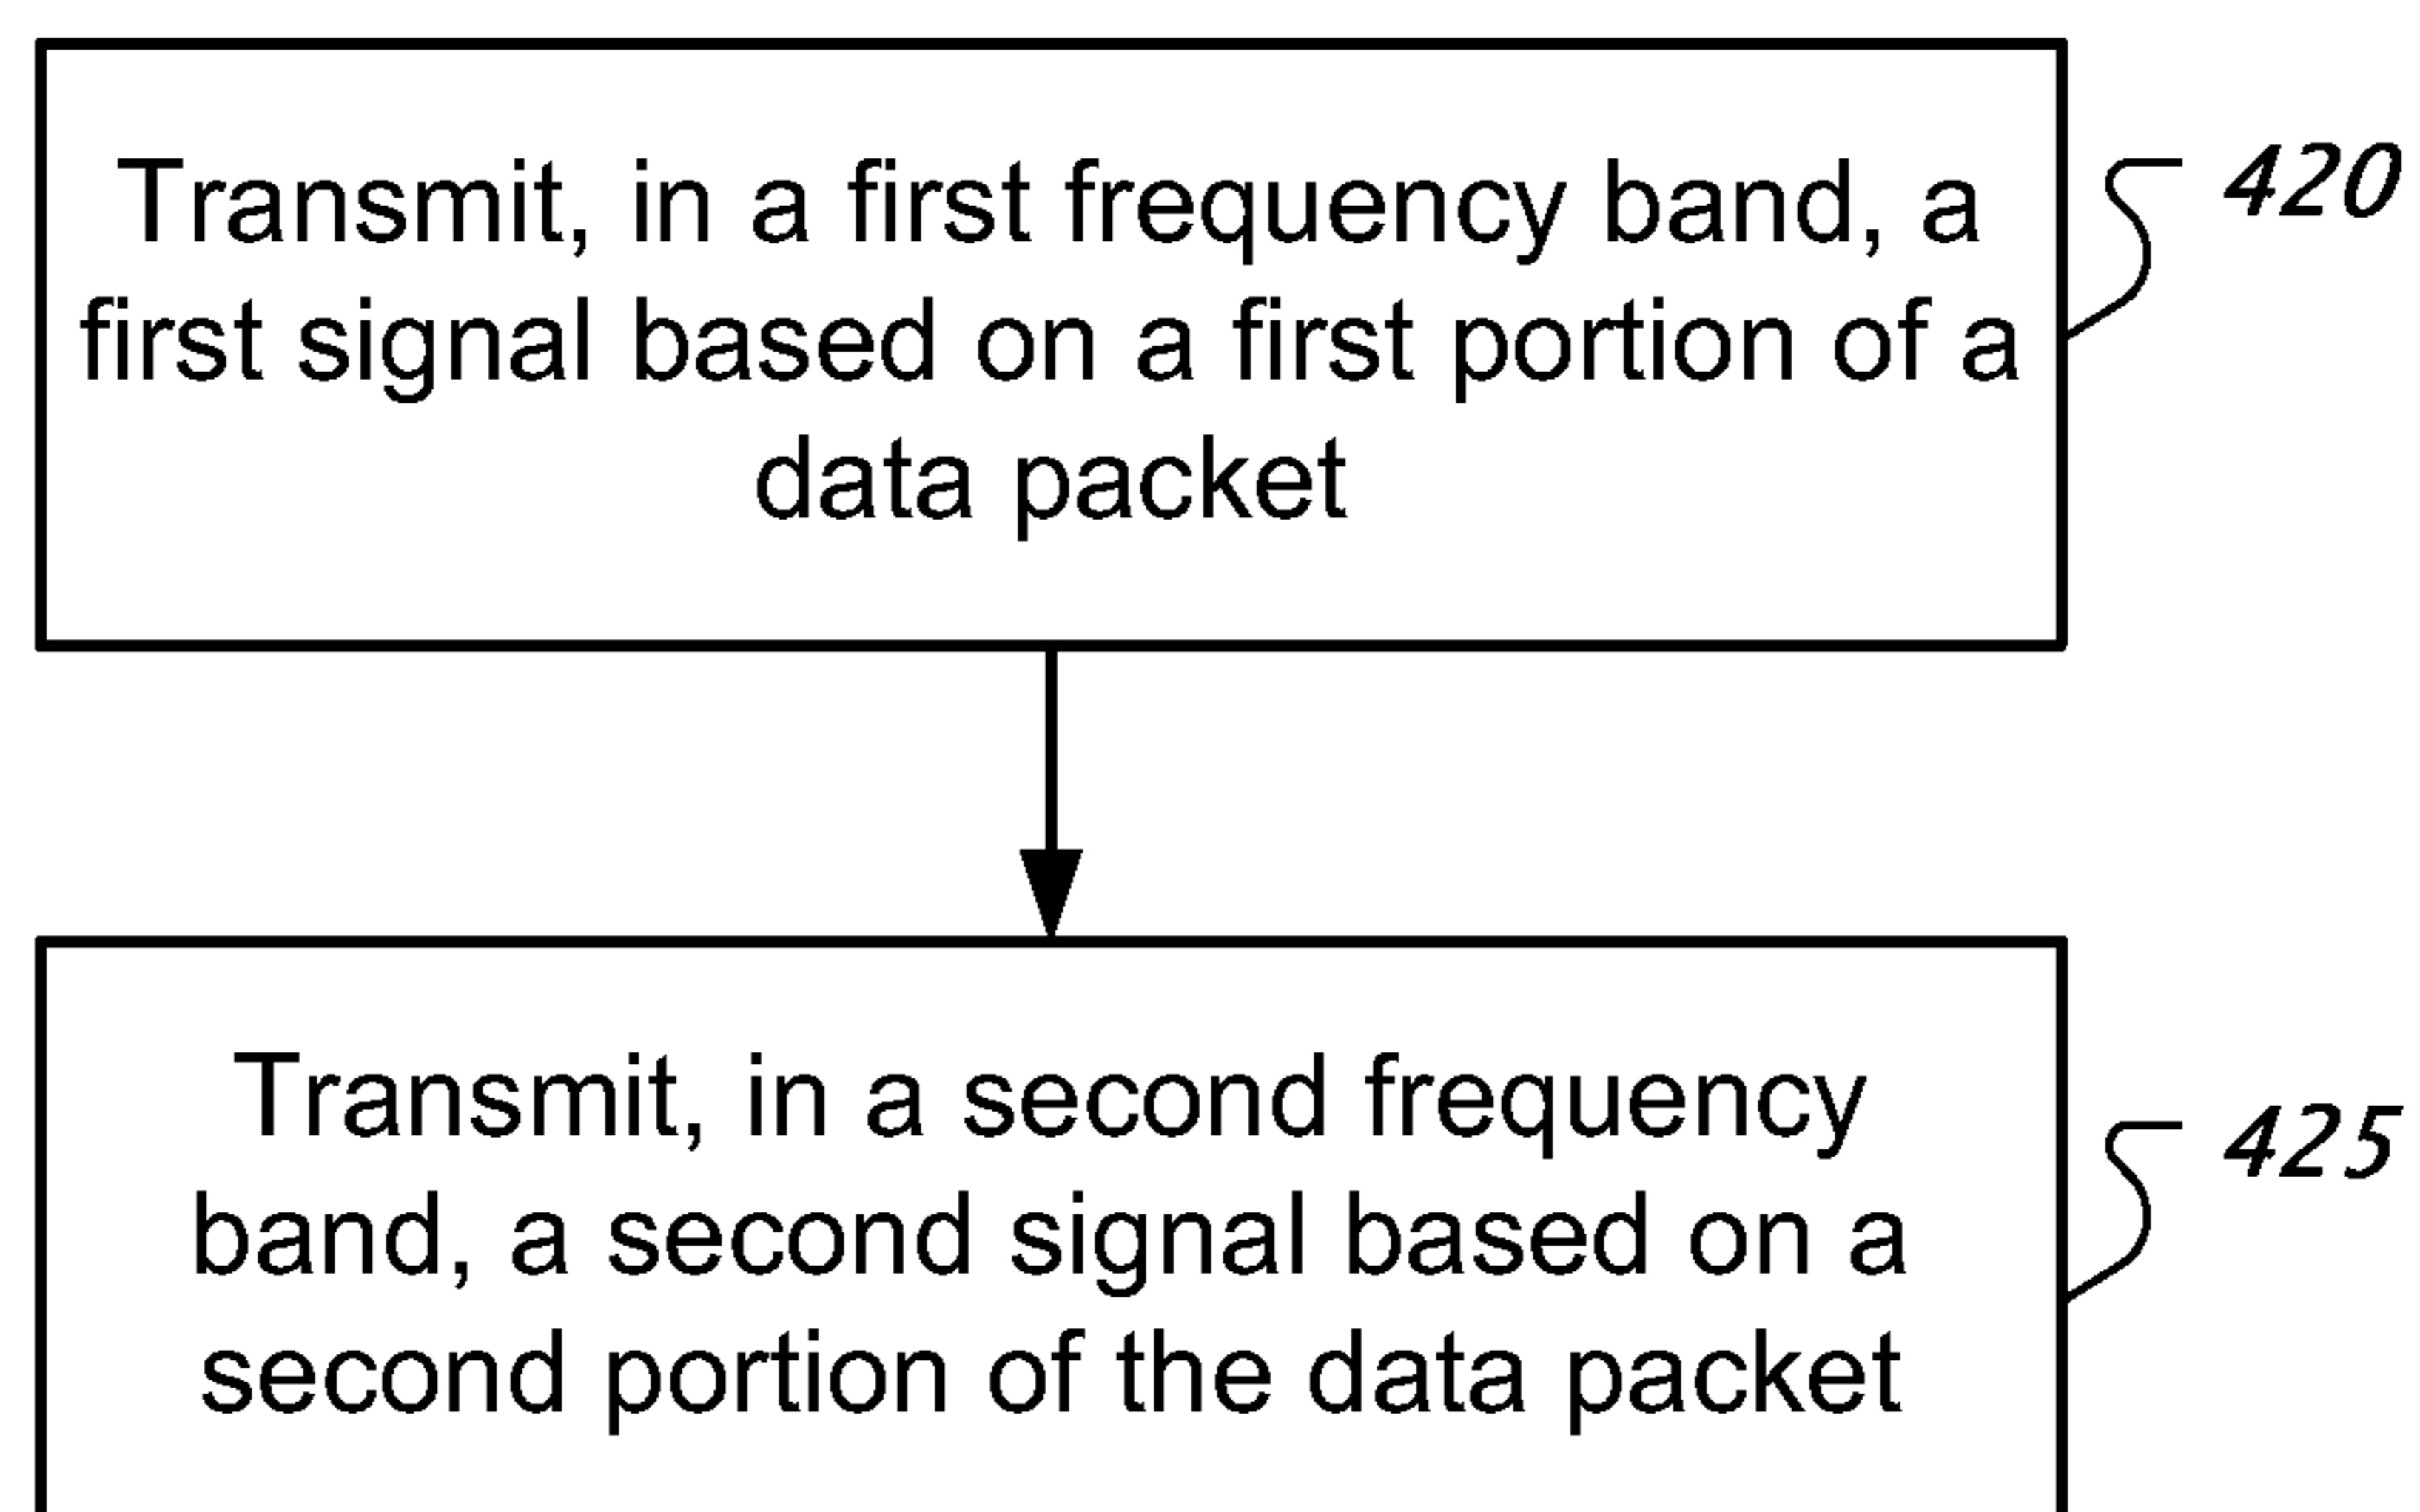 Transmit, in a first frequency band, a
first signal based on a first portion of a
data packet
420
Transmit, in a second frequency
band, a second signal based on a
second portion of the data packet
425